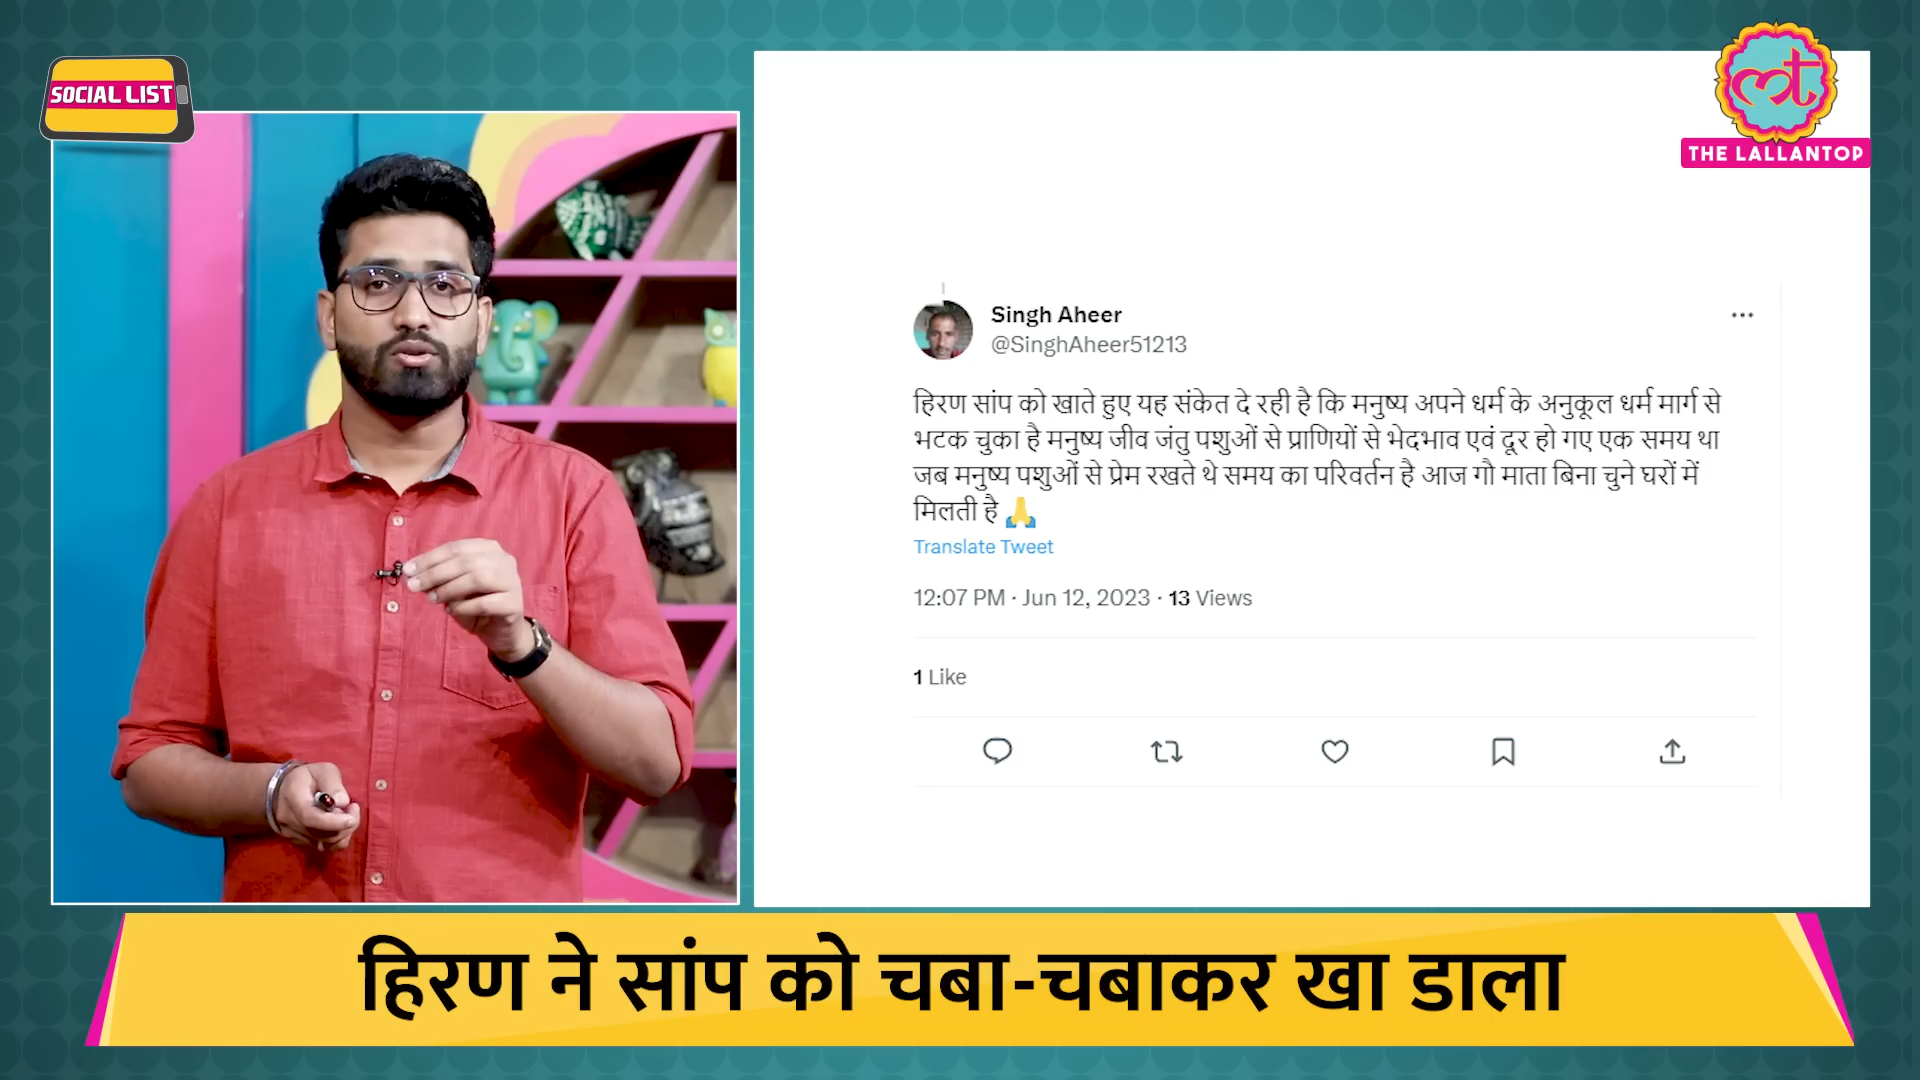 SOCIAL LIST
THE LALLANTOP
Singh Aheer
@SinghAheer51213
हिरण सांप को खाते हुए यह संकेत दे रही है कि मनुष्य अपने धर्म के अनुकूल धर्म मार्ग से
भटक चुका है मनुष्य जीव जंतु पशुओं से प्राणियों से भेदभाव एवं दूर हो गए एक समय था
जब मनुष्य पशुओं से प्रेम रखते थे समय का परिवर्तन है आज गौ माता बिना चुने घरों में
मिलती है 🙏
Translate Tweet
12:07 PM · Jun 12, 2023 · 13 Views
1 Like
हिरण ने सांप को चबा-चबाकर खा डाला